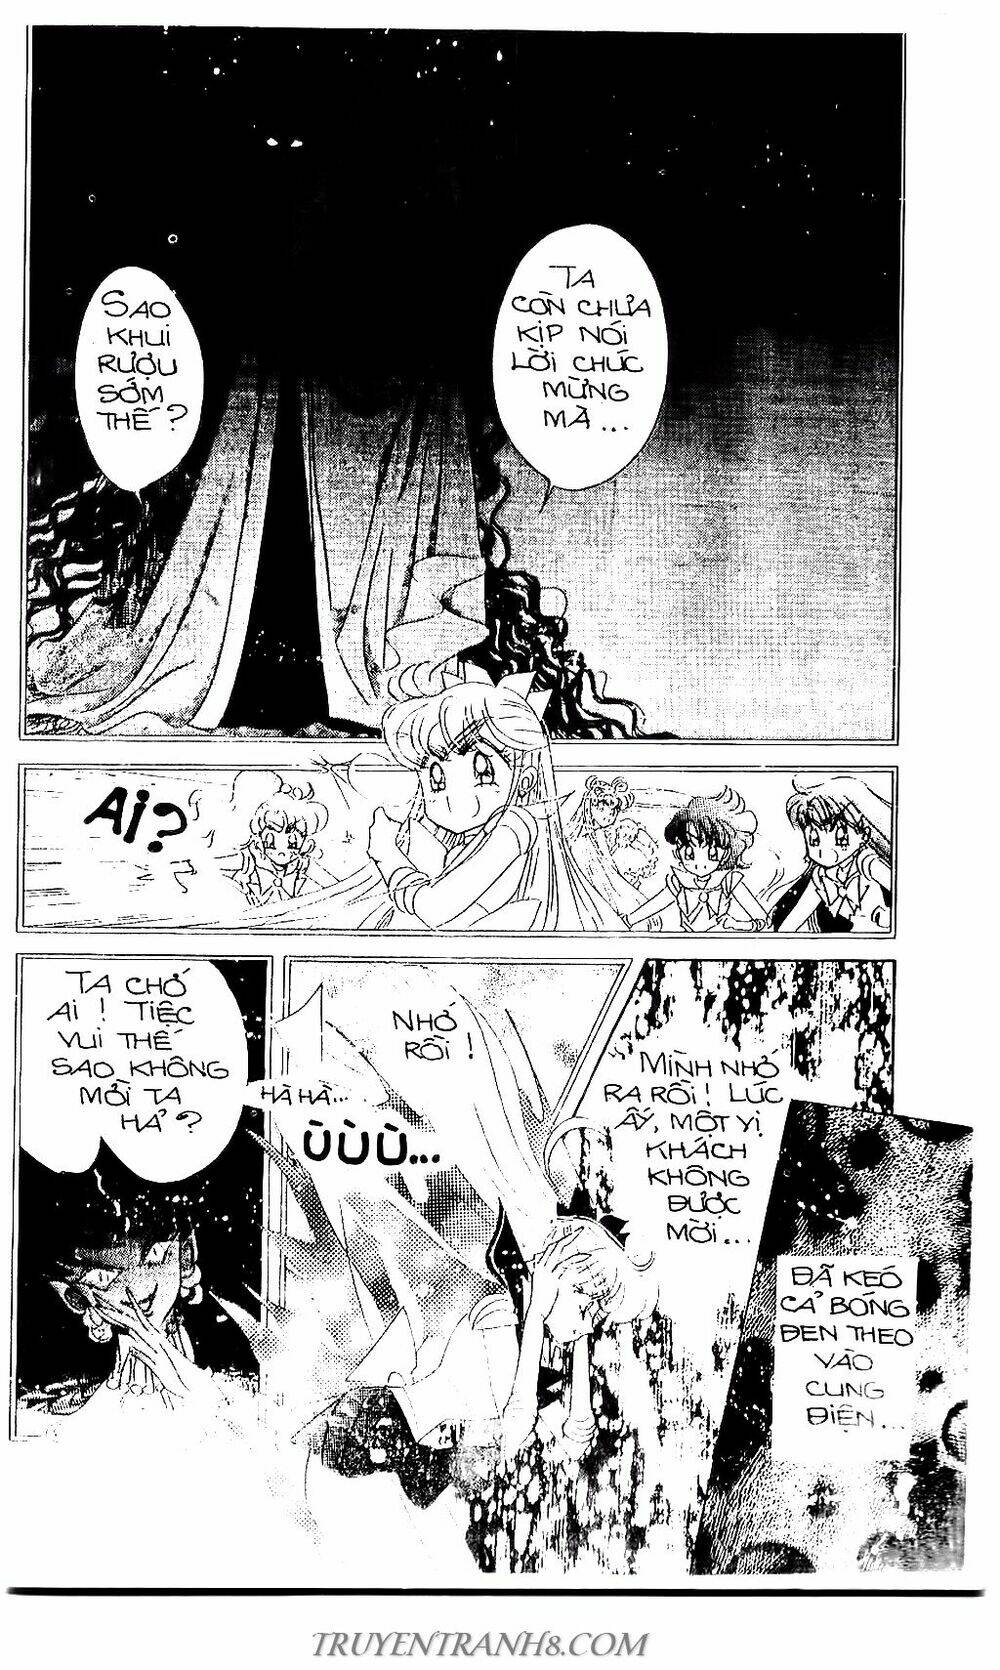 SAO
KHUI
RƯỢU
SỚM
THẾ?
TA
CÒN CHƯA
KỊP NÓI
LỜI CHÚC
MỪNG
MÀ...
AI?
TA CHỚ
AI! TIỆC
VUI THẾ
SAO KHÔNG
MỜI TA
HẢ?
HÀ HÀ...
Ù Ù Ù...
NHỚ
RỒI!
MÌNH NHỚ
RA RỒI! LÚC
ẤY, MỘT VỊ
KHÁCH
KHÔNG
ĐƯỢC
MỜI...
ĐÃ KÉO
CẢ BÓNG
ĐEN THEO
VÀO
CUNG
ĐIỆN...
TRUYENTRANH8.COM